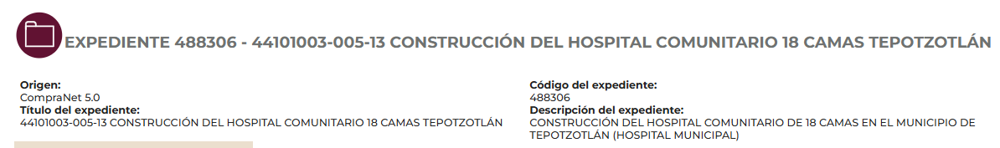 EXPEDIENTE 488306 - 44101003-005-13 CONSTRUCCIÓN DEL HOSPITAL COMUNITARIO 18 CAMAS TEPOTZOTLÁN
Origen:
CompraNet 5.0
Título del expediente:
44101003-005-13 CONSTRUCCIÓN DEL HOSPITAL COMUNITARIO 18 CAMAS TEPOTZOTLÁN
Código del expediente:
488306
Descripción del expediente:
CONSTRUCCIÓN DEL HOSPITAL COMUNITARIO DE 18 CAMAS EN EL MUNICIPIO DE
TEPOTZOTLÁN (HOSPITAL MUNICIPAL)